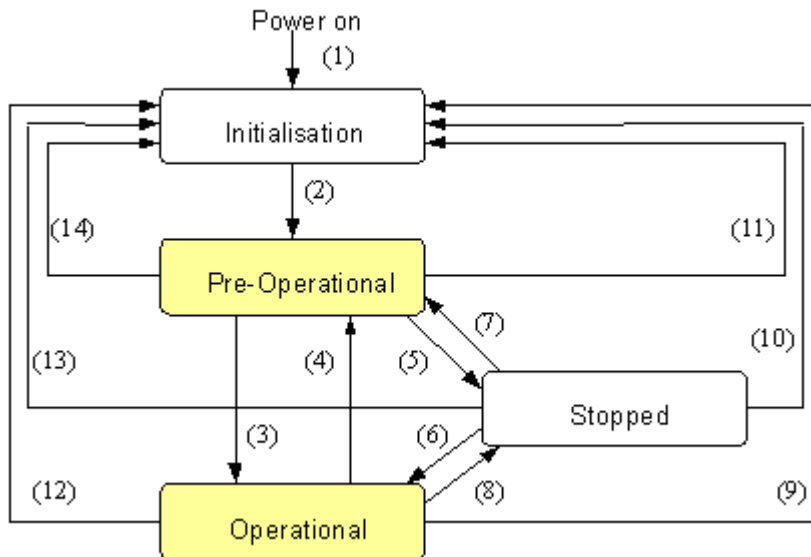 Power on
(1)
Initialisation
(2)
(14)
(11)
Pre-Operational
(7)
(13)
(4)
(5)
(10)
Stopped
(3)
(6)
(12)
(8)
(9)
Operational